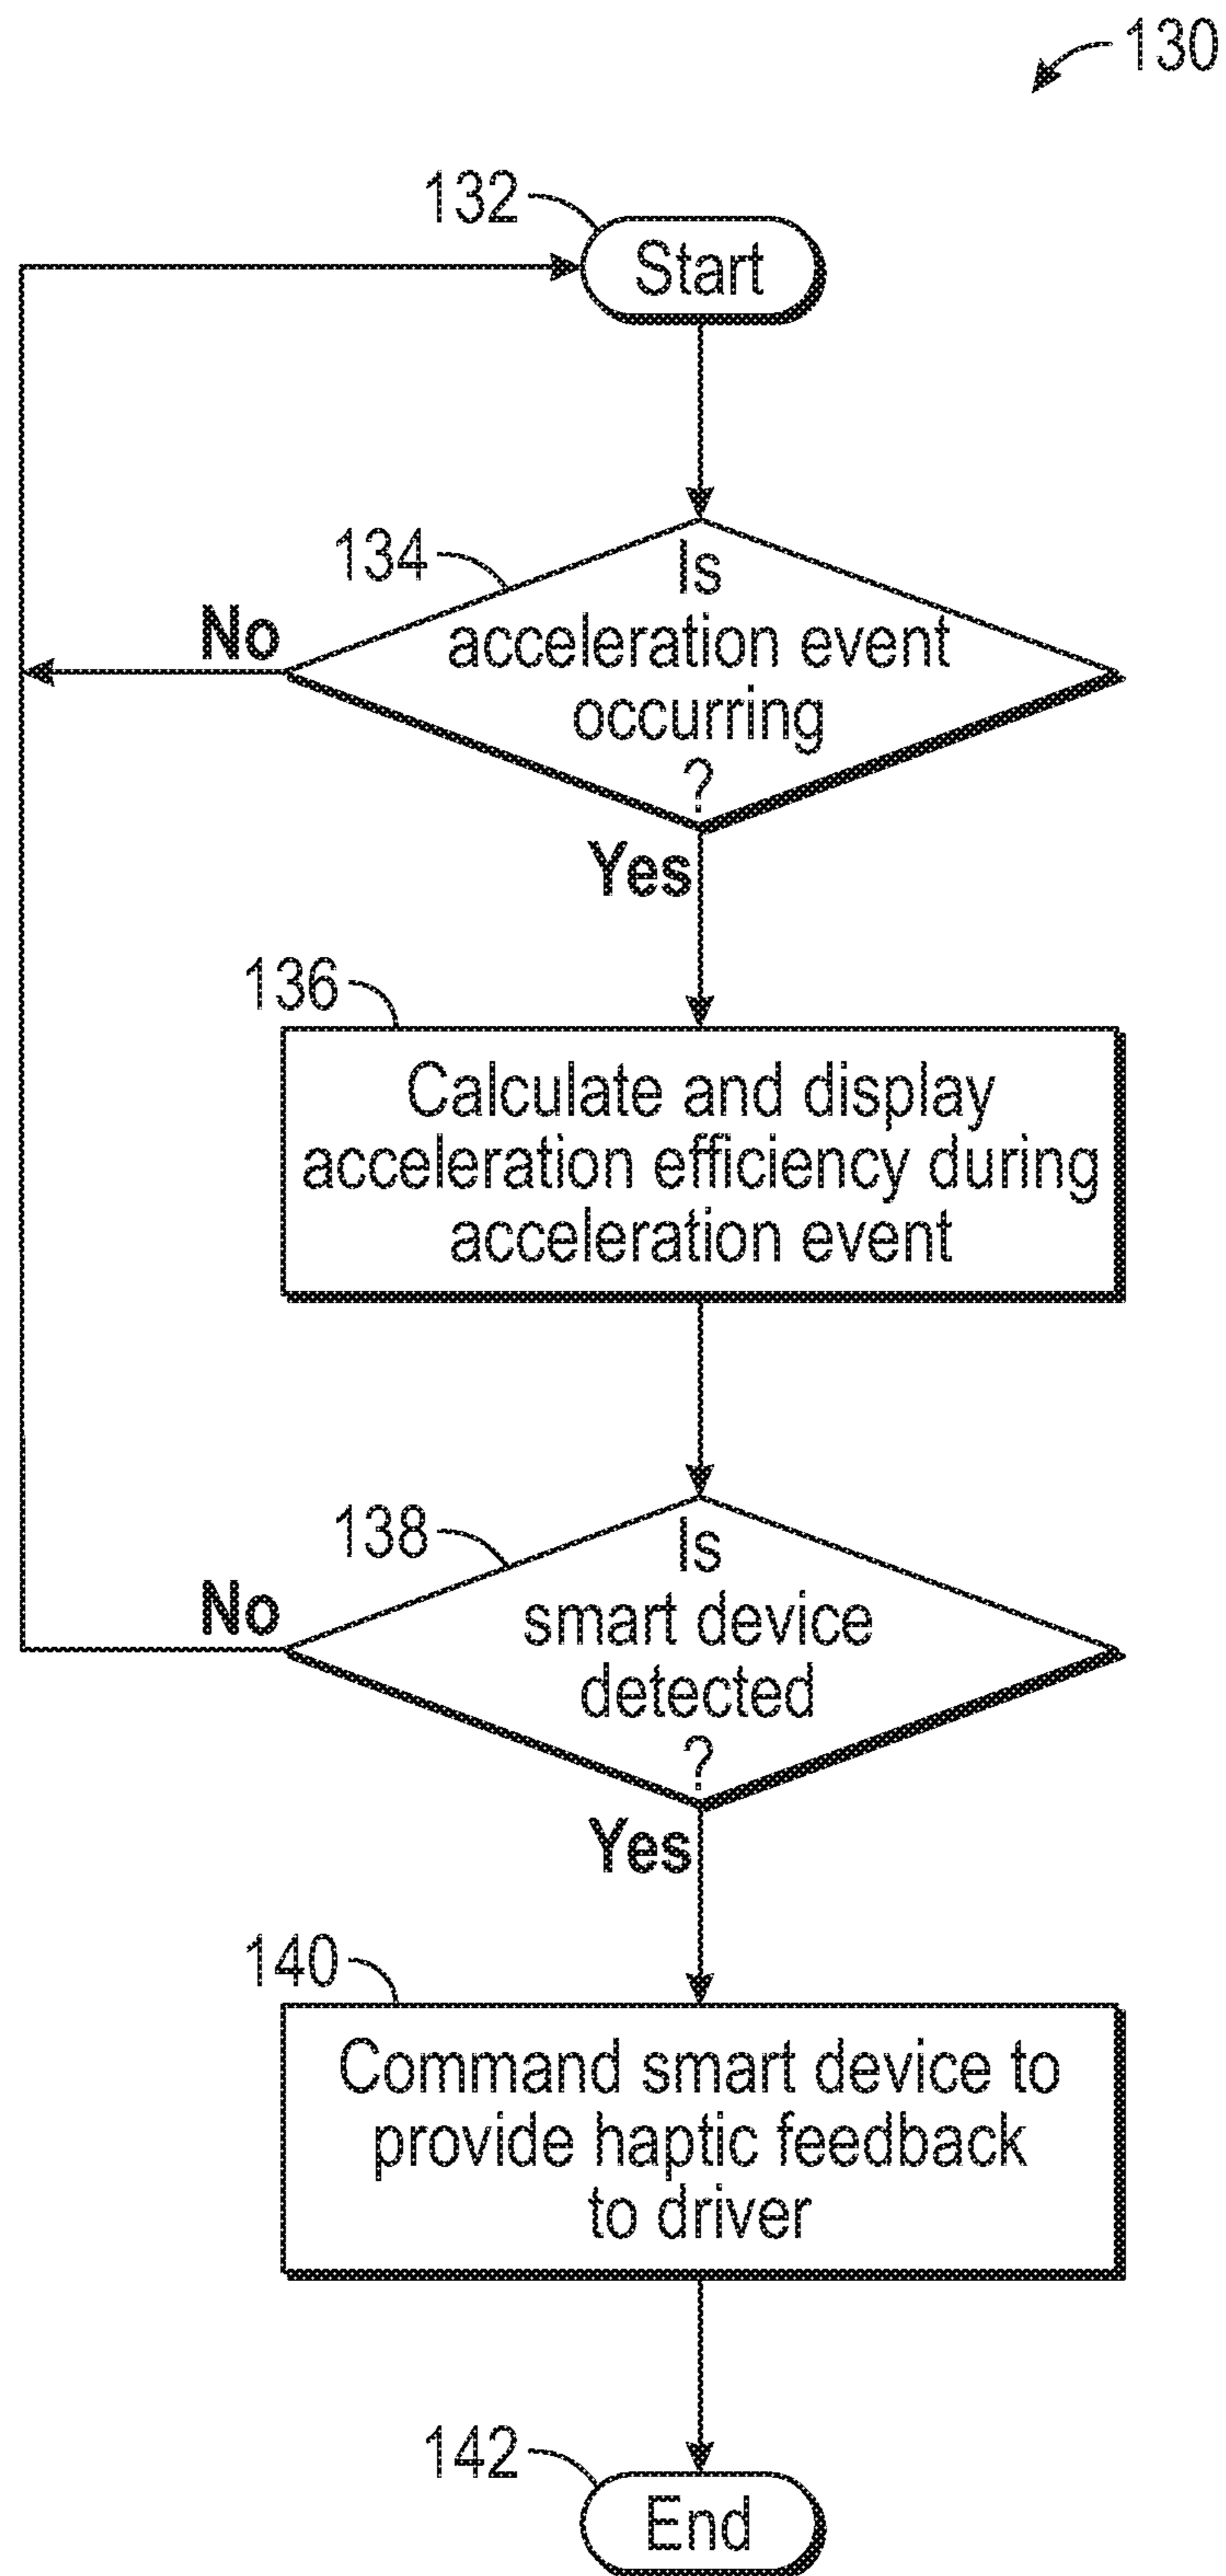 130
132
Start
134
Is
acceleration event
occurring
?
No
Yes
136
Calculate and display
acceleration efficiency during
acceleration event
138
Is
smart device
detected
?
No
Yes
140
Command smart device to
provide haptic feedback
to driver
142
End